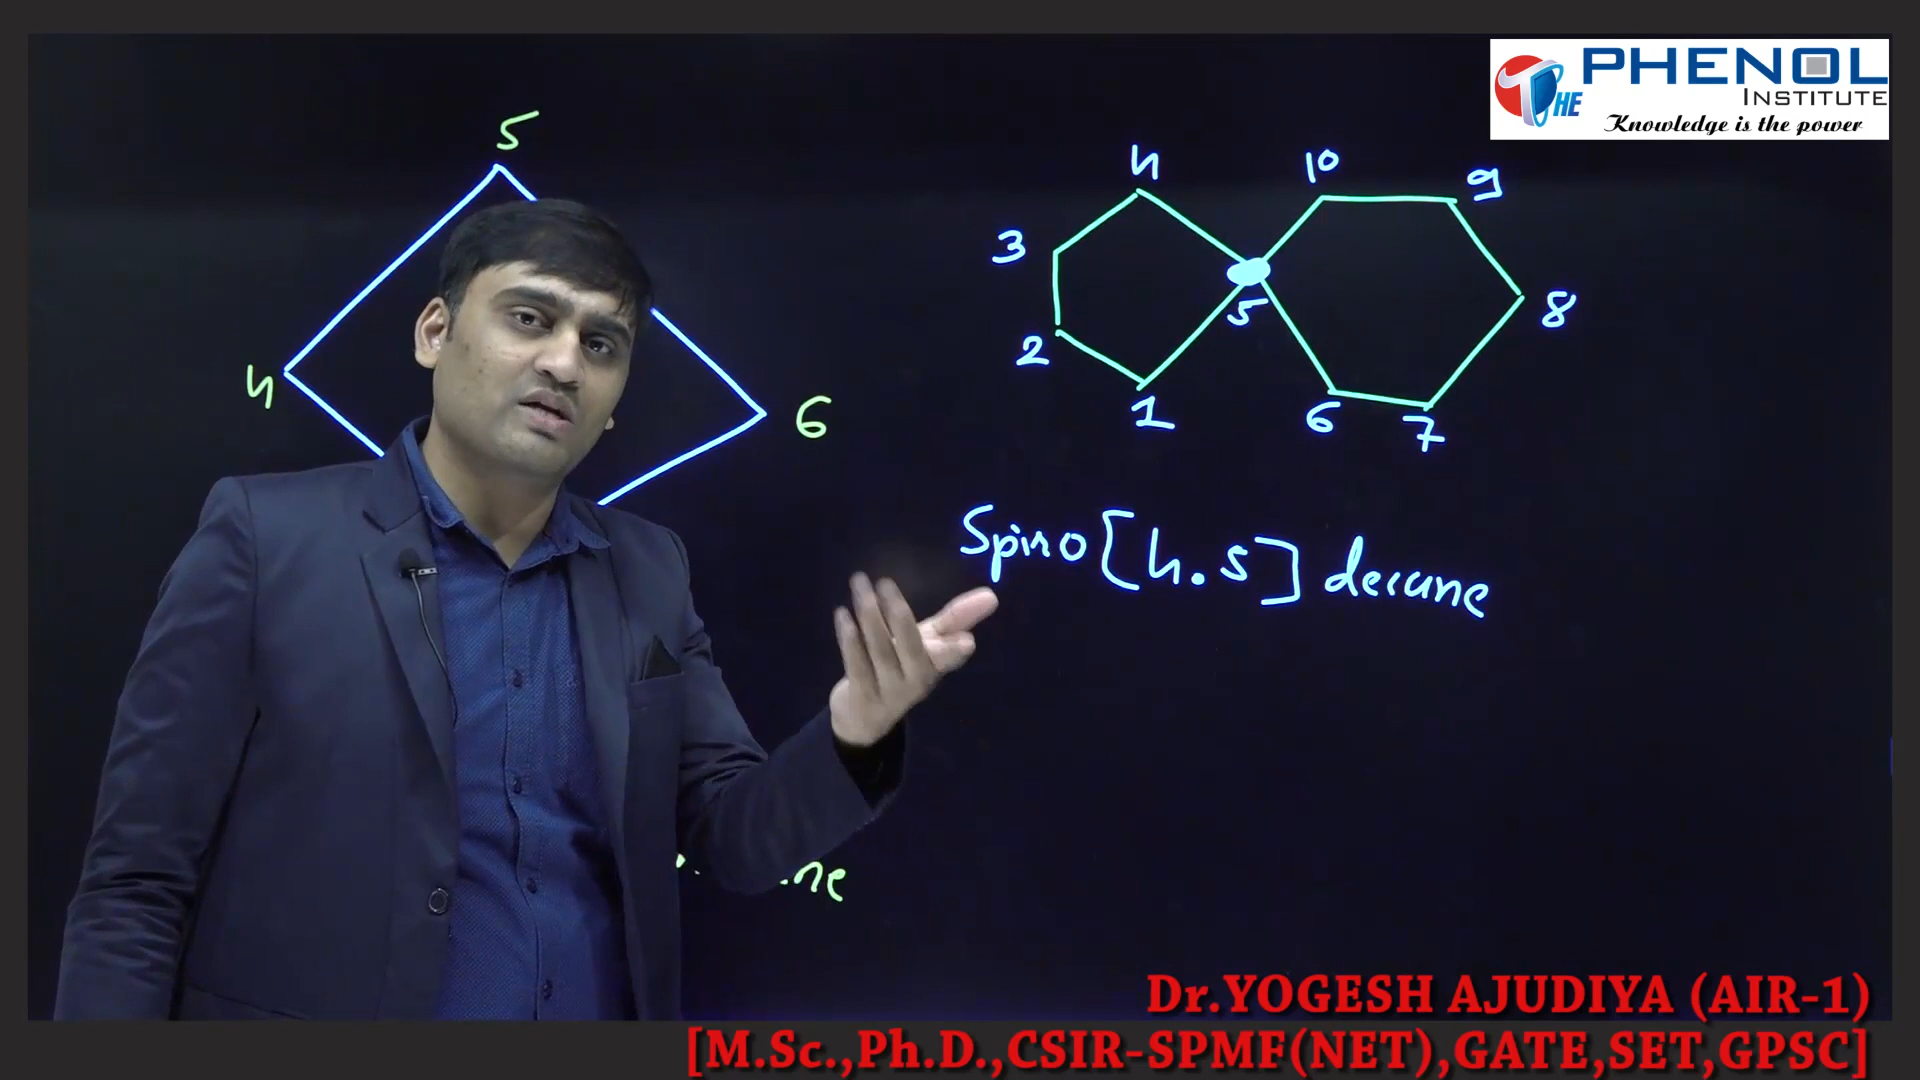 THE PHENOL
INSTITUTE
Knowledge is the power
5
4
6
4
10
9
3
5
8
2
1
6
7
Spiro [4.5] decane
ne
Dr.YOGESH AJUDIYA (AIR-1)
[M.Sc.,Ph.D.,CSIR-SPMF(NET),GATE,SET,GPSC]